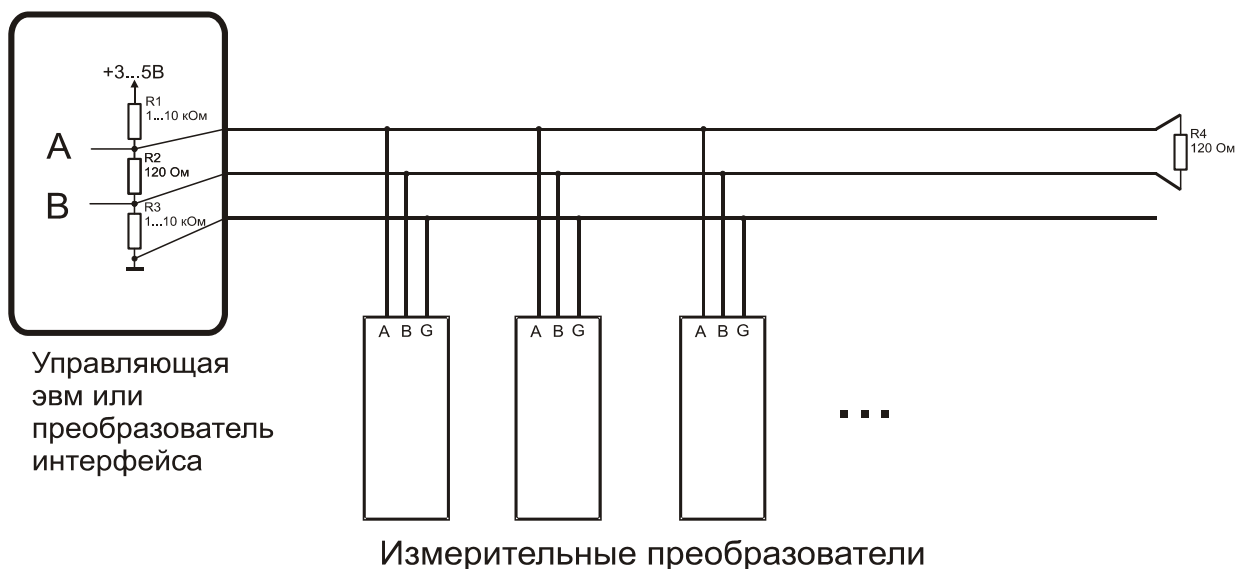 +3...5В
R1
1...10 кОм
A
R2
120 Ом
B
R3
1...10 кОм
R4
120 Ом
A B G
A B G
A B G
...
Управляющая
эвм или
преобразователь
интерфейса
Измерительные преобразователи